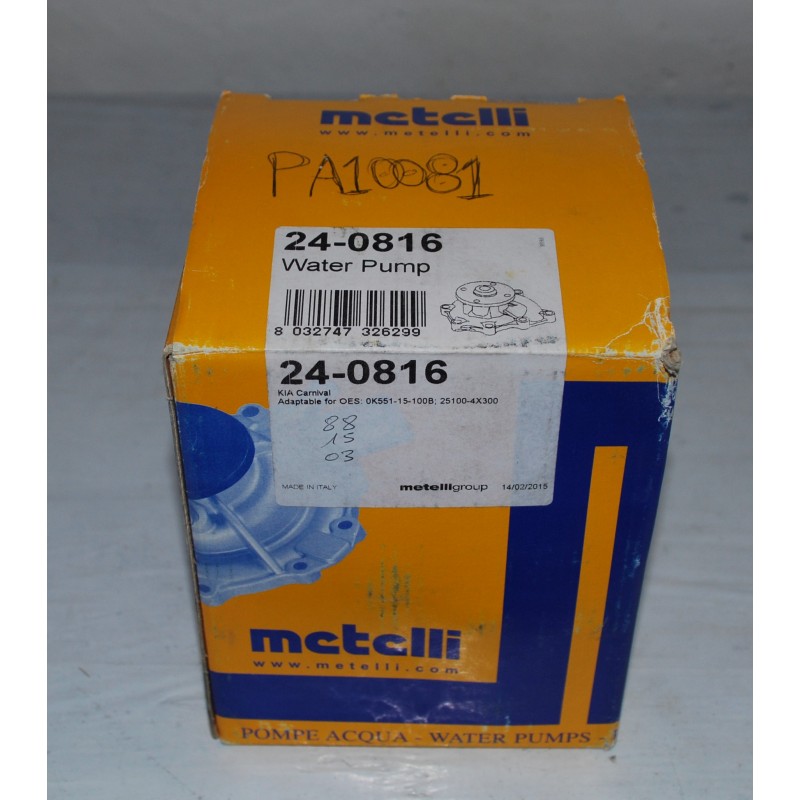 metelli
www.metelli.com
PA10081
24-0816
Water Pump
8 032747 326299
24-0816
KIA Carnival
Adaptable for OES: 0K551-15-100B; 25100-4X300
88
15
03
MADE IN ITALY
metelligroup 14/02/2015
metelli
www.metelli.com
POMPE ACQUA - WATER PUMPS -